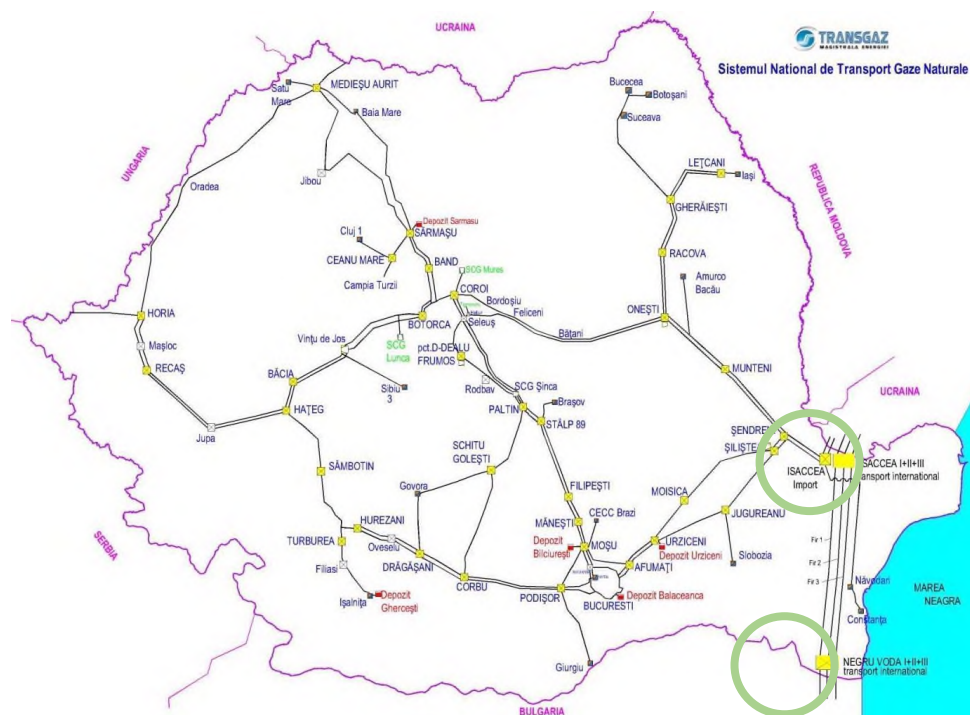 UCRAINA
TRANSGAZ
MAGISTRALA ENERGIEI
Sistemul National de Transport Gaze Naturale
Satu
Mare
MEDIEŞU AURIT
Baia Mare
Bucecea
Botoşani
Suceava
UNGARIA
Oradea
Jibou
LEŢCANI
Iaşi
GHERĂIEŞTI
REPUBLICA MOLDOVA
Depozit Sarmasu
SĂRMAŞU
Cluj 1
CEANU MARE
Campia Turzii
BAND
SCG Mures
COROI
Bordoşiu
Feliceni
Bățani
RACOVA
Amurco
Bacău
ONEŞTI
HORIA
Maşloc
RECAŞ
BOTORCA
Seleuş
Vinţu de Jos
SCG
Lunca
pct.D-DEALU
FRUMOS
Rodbav
BĂCIA
Sibiu
3
HAŢEG
Jupa
SCG Şinca
PALTIN
Braşov
STÂLP 89
MUNTENI
UCRAINA
ŞENDREN
SILIŞTE
ISACCEA
Import
ISACCEA I+II+III
transport international
SCHITU
GOLEŞTI
SÂMBOTIN
Govora
FILIPEŞTI
MOISICA
JUGUREANU
MĂNEŞTI
CECC Brazi
HUREZANI
TURBUREA
Oveselu
Filiasi
DRĂGĂŞANI
Depozit
Bilciureşti
MOŞU
URZICENI
Depozit Urziceni
Slobozia
Fir 1
Fir 2
Fir 3
SERBIA
Işalniţa
Depozit
Ghercești
CORBU
PODIŞOR
AFUMAŢI
BUCURESTI
Depozit Balaceanca
Năvodari
Constanţa
MAREA
NEAGRA
Giurgiu
NEGRU VODA I+II+III
transport international
BULGARIA